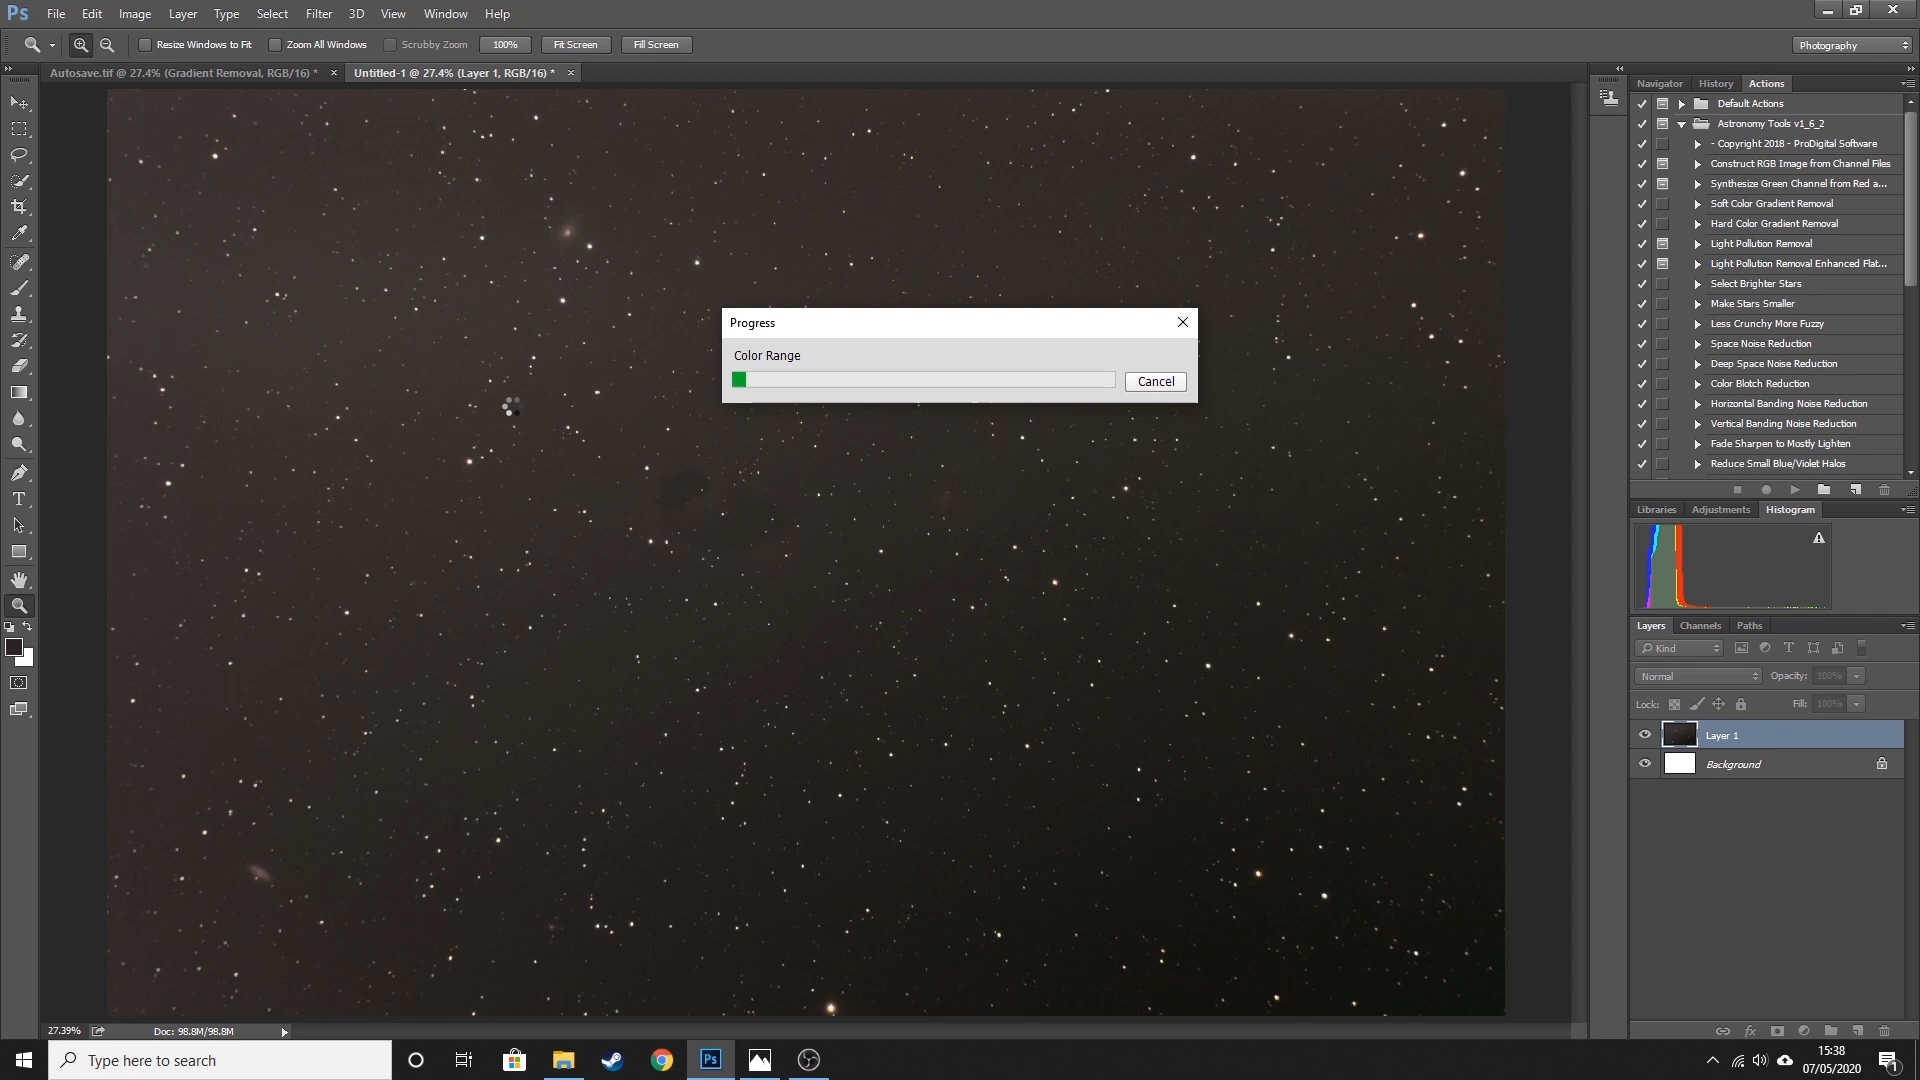 Ps File Edit Image Layer Type Select Filter 3D View Window Help
Resize Windows to Fit Zoom All Windows Scrubby Zoom 100% Fit Screen Fill Screen Photography
Autosave.tif @ 27.4% (Gradient Removal, RGB/16) * × Untitled-1 @ 27.4% (Layer 1, RGB/16) * ×
Navigator History Actions
Default Actions
Astronomy Tools v1_6_2
- Copyright 2018 - ProDigital Software
Construct RGB Image from Channel Files
Synthesize Green Channel from Red a...
Soft Color Gradient Removal
Hard Color Gradient Removal
Light Pollution Removal
Light Pollution Removal Enhanced Flat...
Select Brighter Stars
Make Stars Smaller
Less Crunchy More Fuzzy
Space Noise Reduction
Deep Space Noise Reduction
Color Blotch Reduction
Horizontal Banding Noise Reduction
Vertical Banding Noise Reduction
Fade Sharpen to Mostly Lighten
Reduce Small Blue/Violet Halos
Progress
Color Range
Cancel
Libraries Adjustments Histogram
Layers Channels Paths
Kind
Normal Opacity: 100%
Lock: Fill: 100%
Layer 1
Background
27.39% Doc: 98.8M/98.8M
Type here to search
Ps
15:38
07/05/2020
1